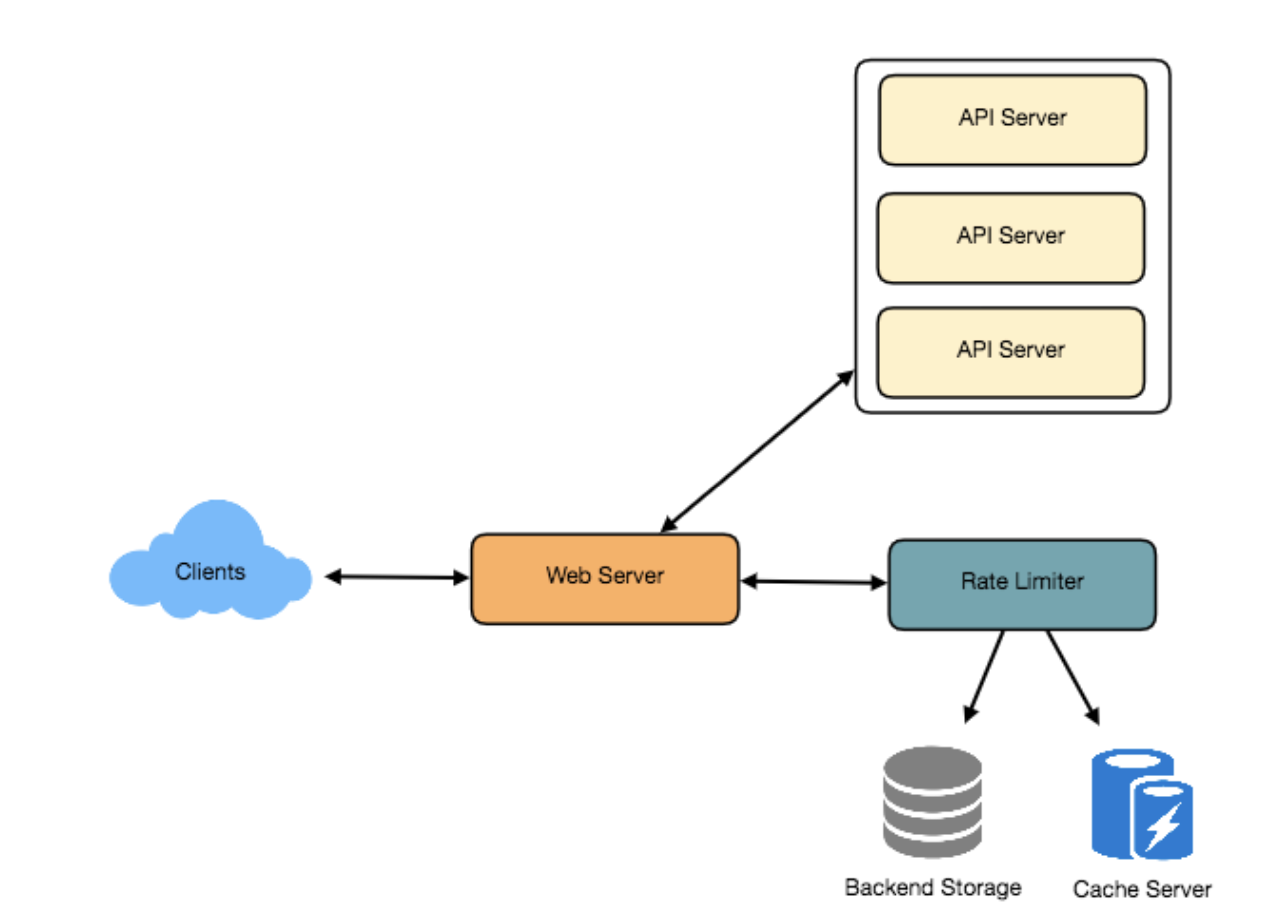 API Server
API Server
API Server
Clients
Web Server
Rate Limiter
Backend Storage
Cache Server